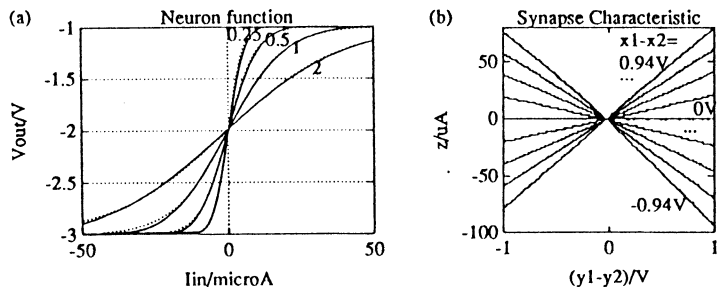 (a) Neuron function
-1
-1.5
-2
-2.5
-3
Vout/V
0.25
0.5
1
2
-50
0
50
Iin/microA
(b) Synapse Characteristic
50
0
-50
-100
z/uA
x1-x2=
0.94V
...
0V
...
-0.94V
-1
0
1
(y1-y2)/V